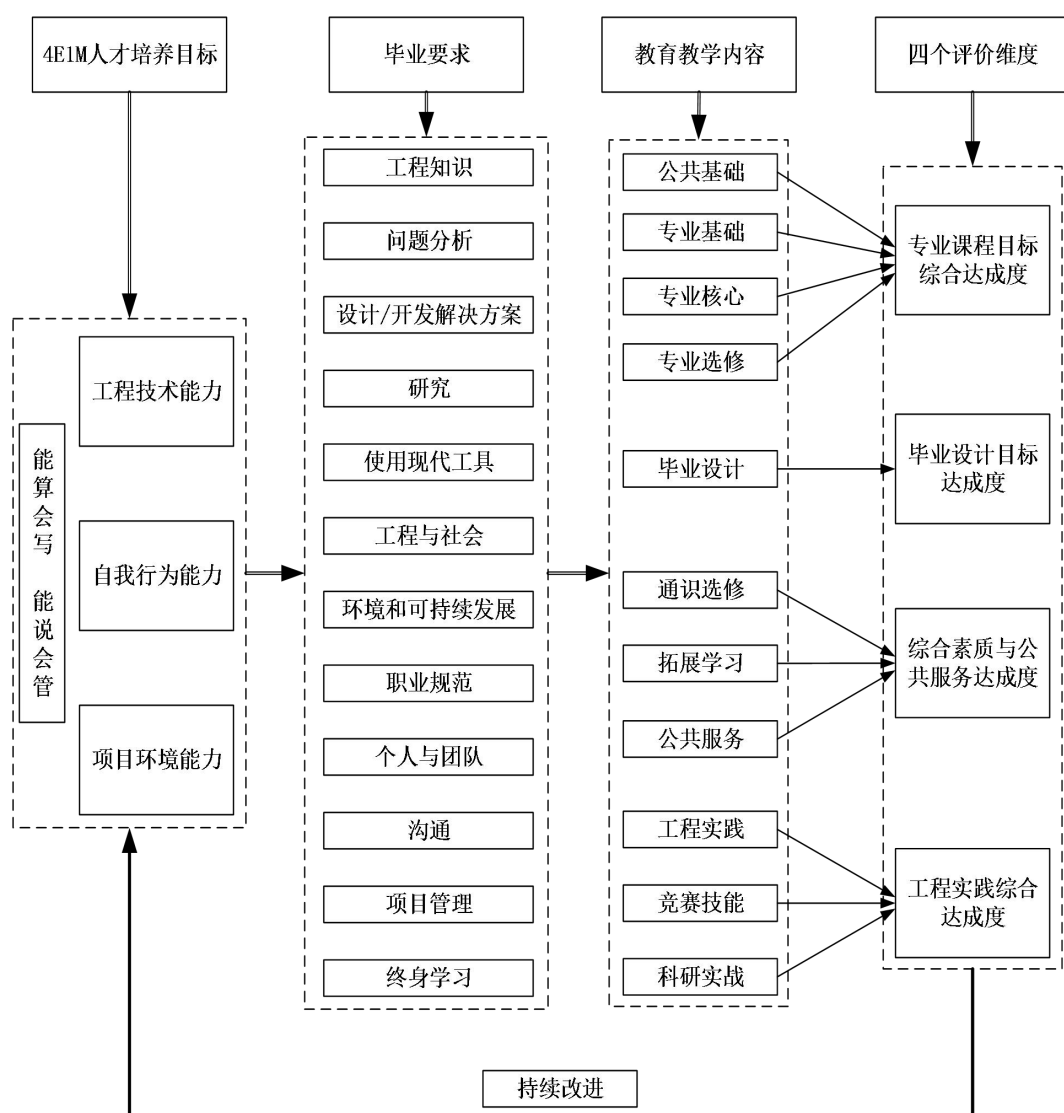 4E1M人才培养目标
毕业要求
教育教学内容
四个评价维度
能算会写 能说会管
工程技术能力
自我行为能力
项目环境能力
工程知识
问题分析
设计/开发解决方案
研究
使用现代工具
工程与社会
环境和可持续发展
职业规范
个人与团队
沟通
项目管理
终身学习
公共基础
专业基础
专业核心
专业选修
毕业设计
通识选修
拓展学习
公共服务
工程实践
竞赛技能
科研实战
专业课程目标
综合达成度
毕业设计目标
达成度
综合素质与公
共服务达成度
工程实践综合
达成度
持续改进